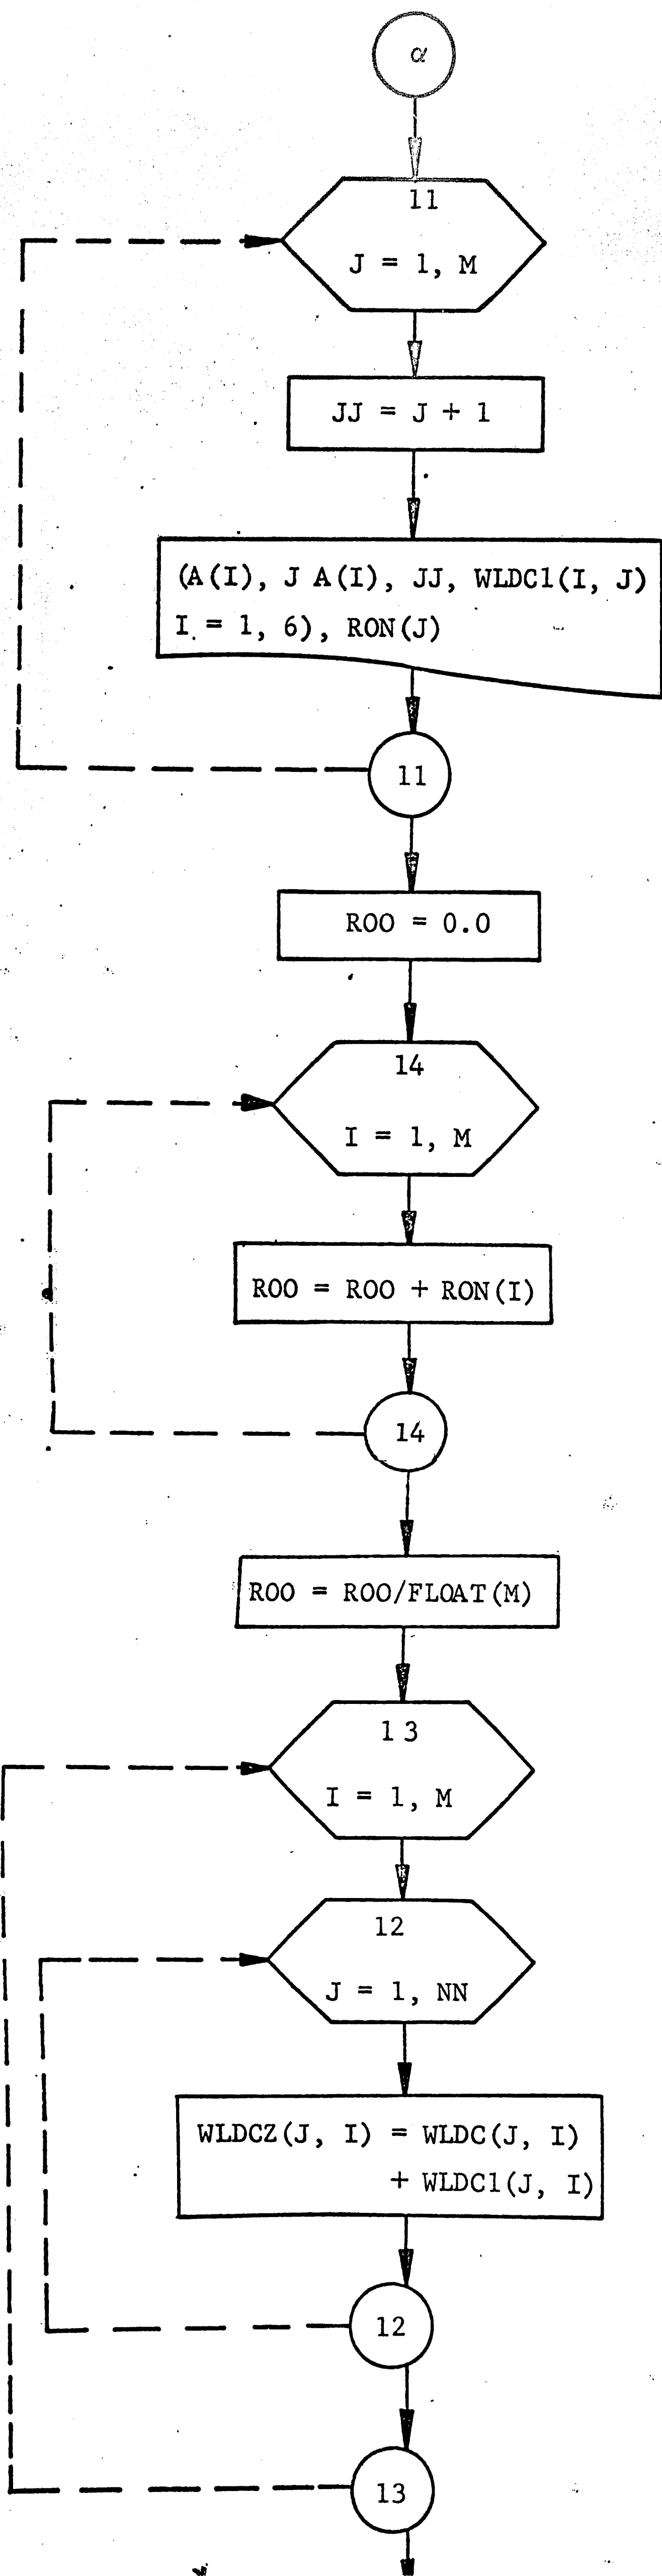 α
11
J = 1, M
JJ = J + 1
(A(I), J A(I), JJ, WLDC1(I, J)
I = 1, 6), RON(J)
11
ROO = 0.0
14
I = 1, M
ROO = ROO + RON(I)
14
ROO = ROO/FLOAT(M)
13
I = 1, M
12
J = 1, NN
WLDCZ(J, I) = WLDC(J, I)
+ WLDC1(J, I)
12
13